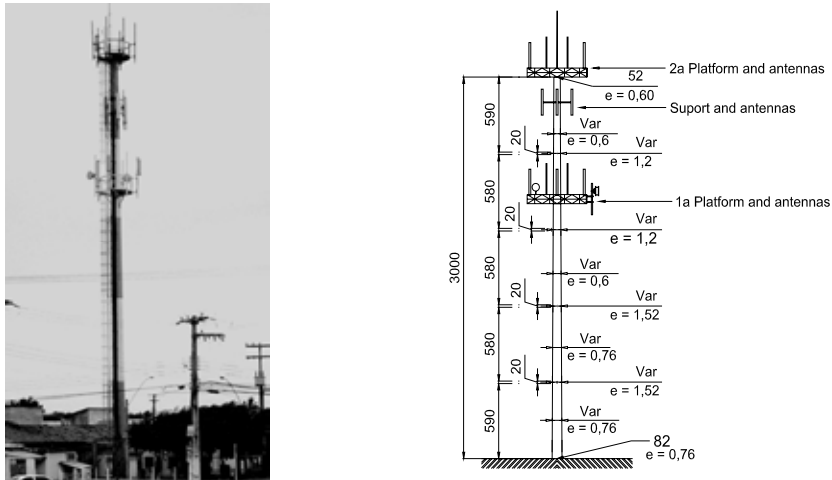 2a Platform and antennas
52
e = 0,60
Suport and antennas
590
Var
e = 0,6
20
Var
e = 1,2
580
1a Platform and antennas
20
Var
e = 1,2
3000
580
Var
e = 0,6
20
Var
e = 1,52
580
Var
e = 0,76
20
Var
e = 1,52
590
Var
e = 0,76
82
e = 0,76